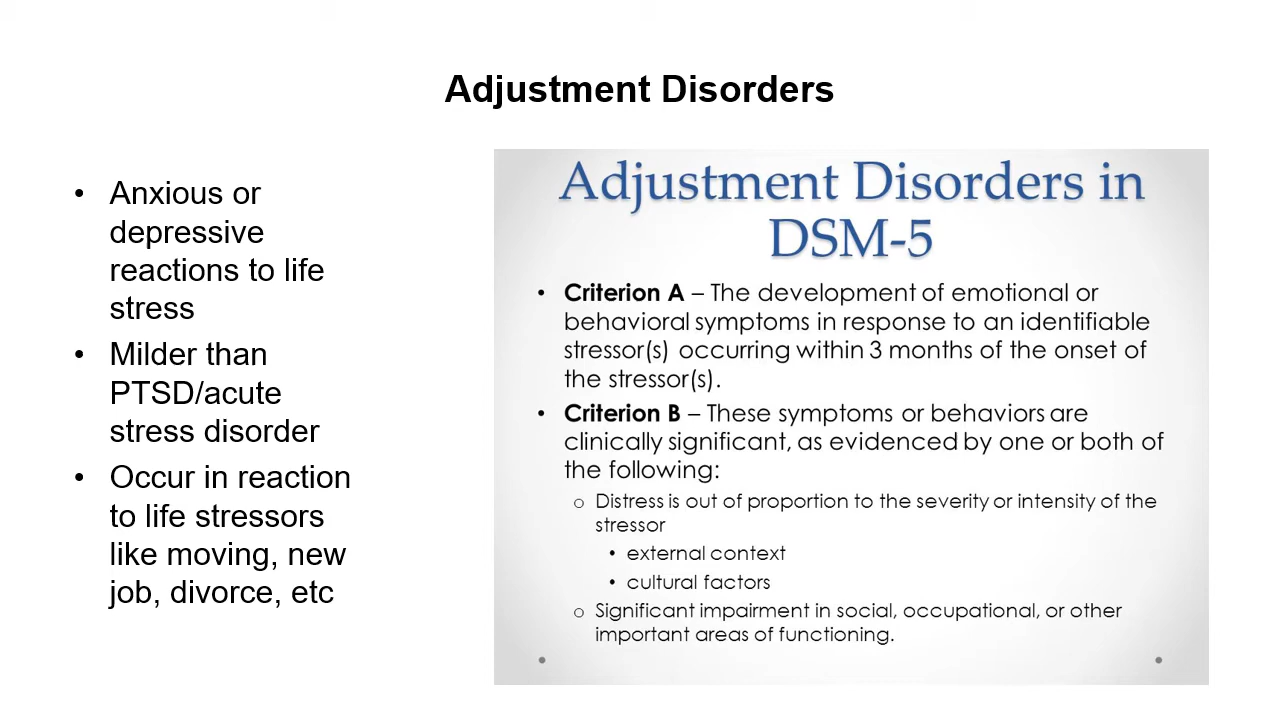 Adjustment Disorders
• Anxious or
depressive
reactions to life
stress
• Milder than
PTSD/acute
stress disorder
• Occur in reaction
to life stressors
like moving, new
job, divorce, etc
Adjustment Disorders in
DSM-5
• Criterion A – The development of emotional or
behavioral symptoms in response to an identifiable
stressor(s) occurring within 3 months of the onset of
the stressor(s).
• Criterion B – These symptoms or behaviors are
clinically significant, as evidenced by one or both of
the following:
o Distress is out of proportion to the severity or intensity of the
stressor
• external context
• cultural factors
o Significant impairment in social, occupational, or other
important areas of functioning.